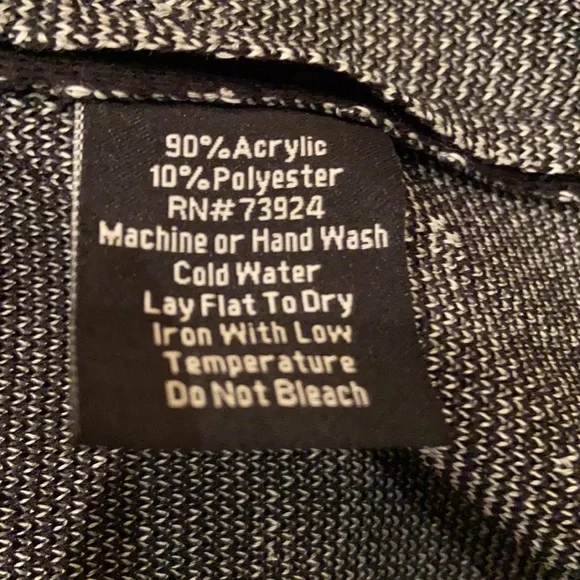 90%Acrylic
10%Polyester
RN#73924
Machine or Hand Wash
Cold Water
Lay Flat To Dry
Iron With Low
Temperature
Do Not Bleach